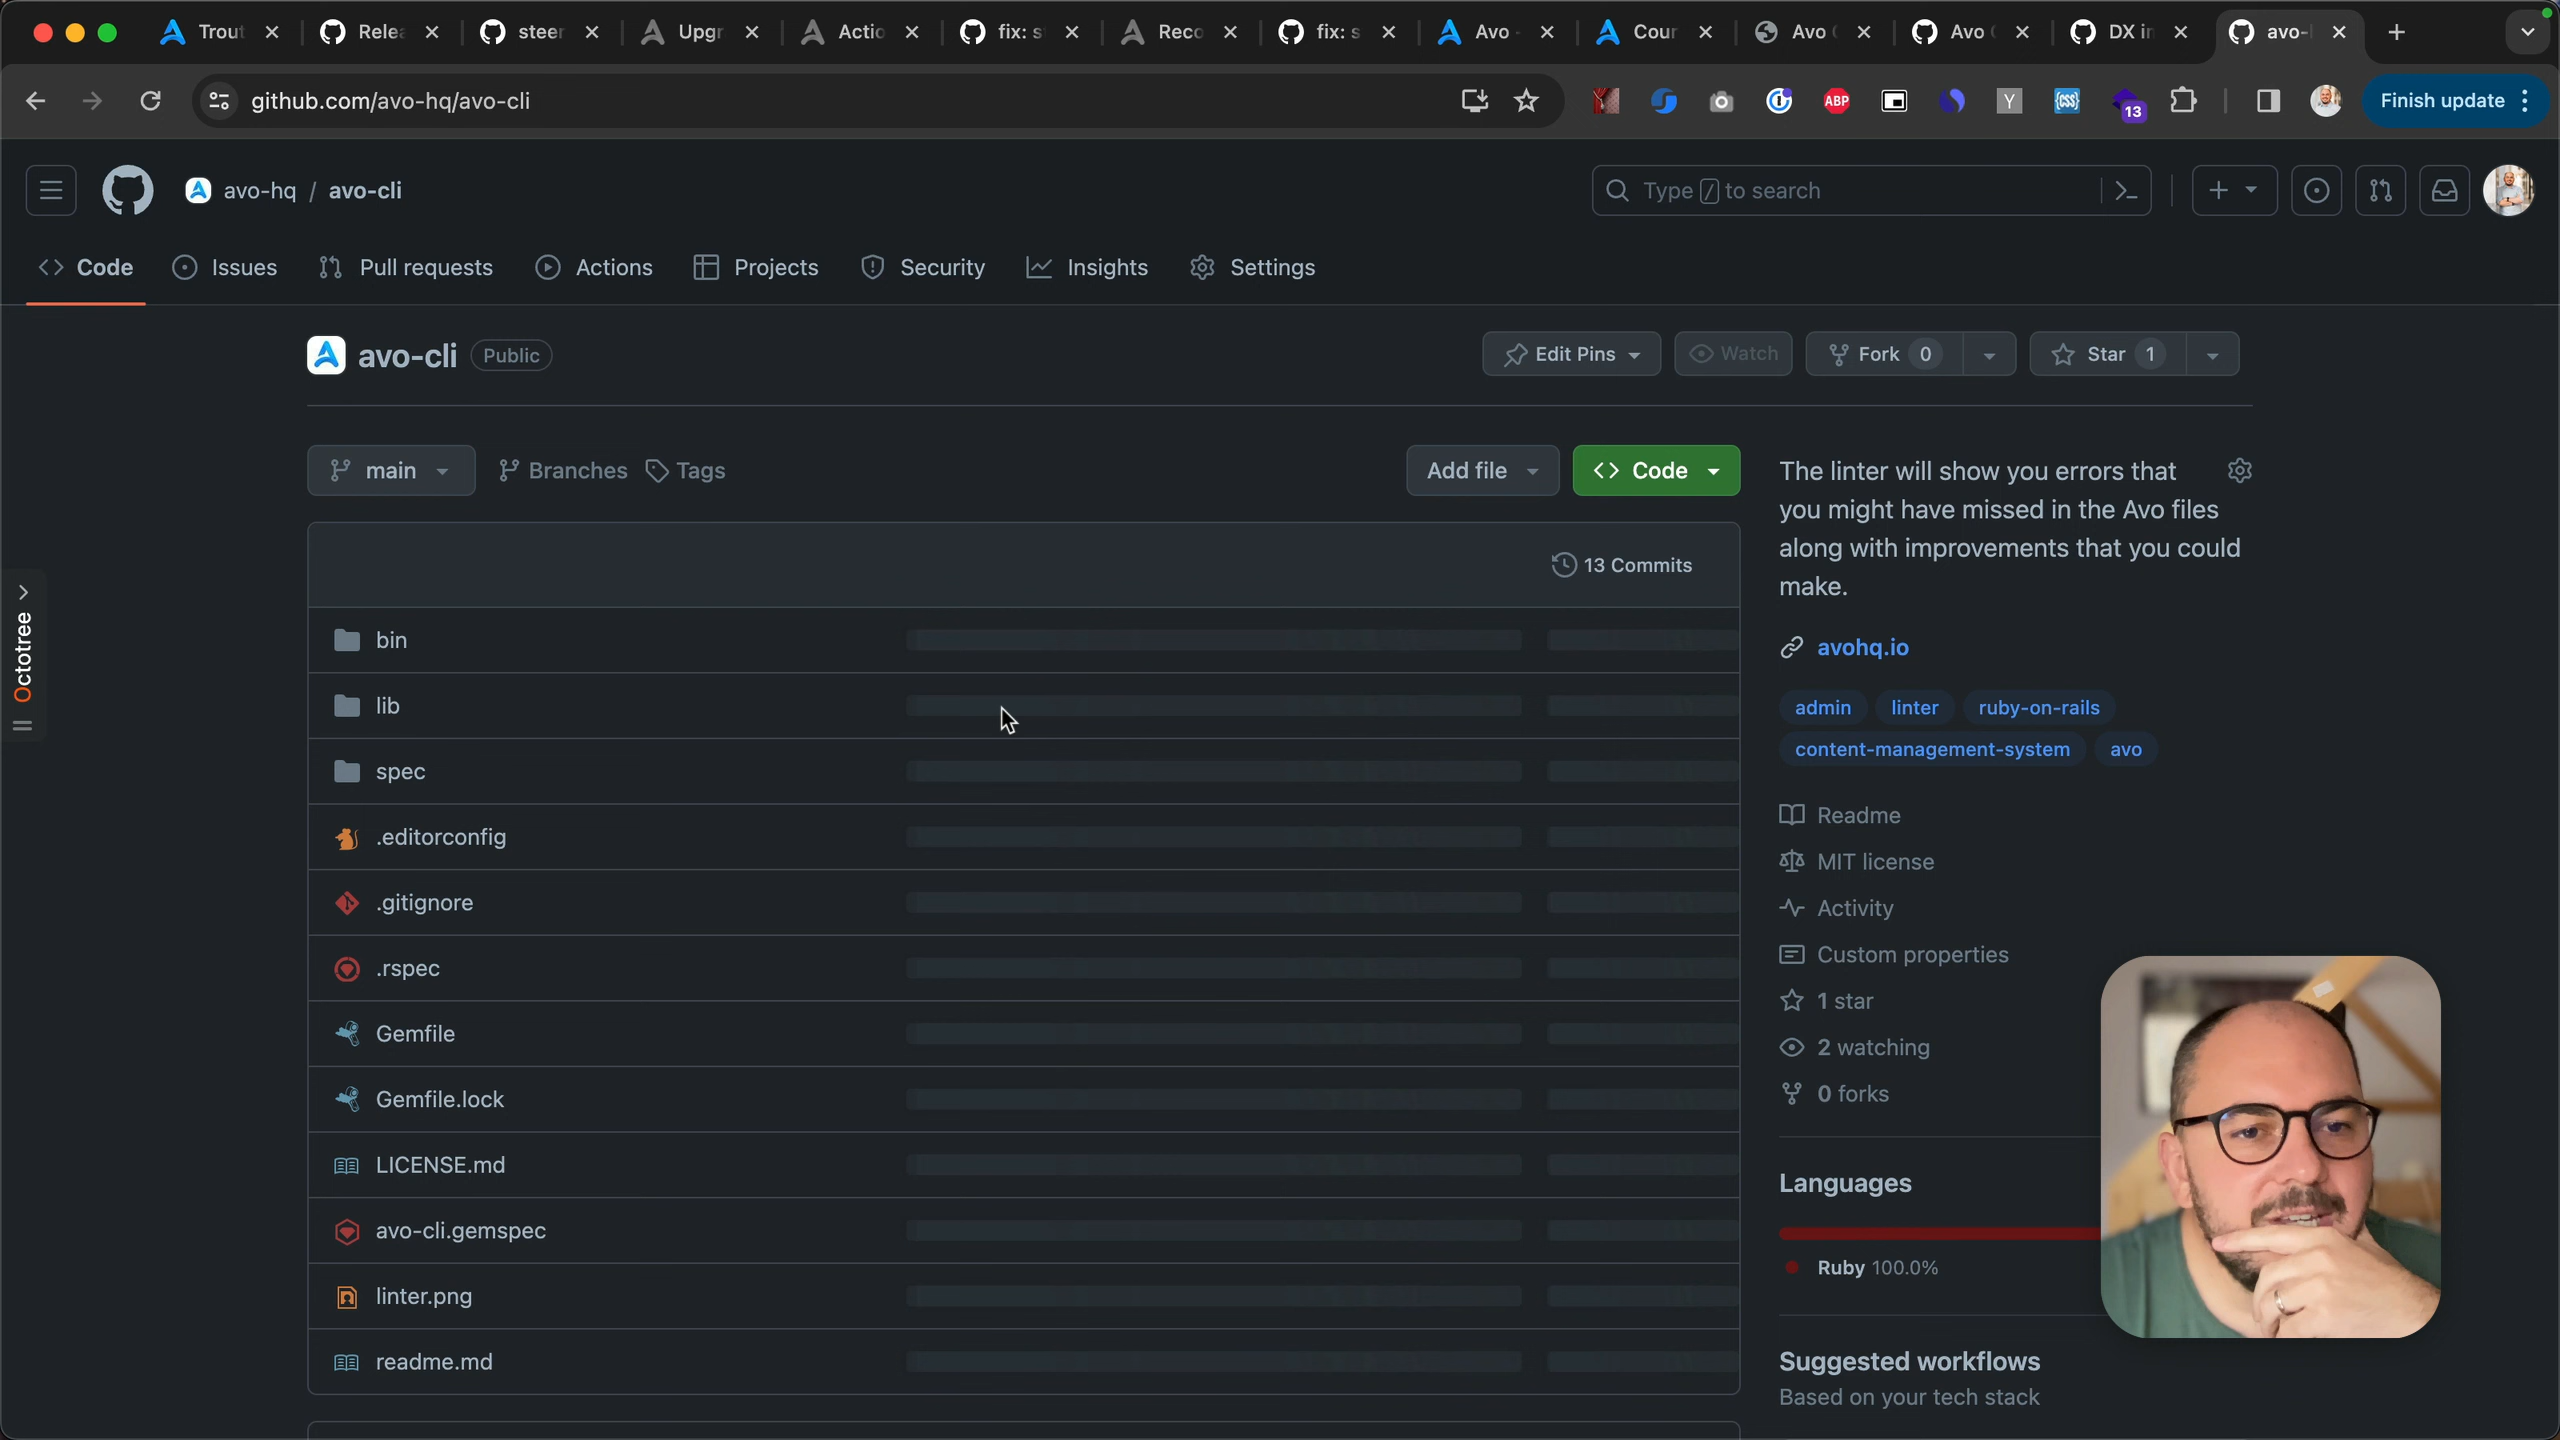 Trout
Relea
steer
Upgr
Actio
fix: s
Reco
fix: s
Avo -
Cour
Avo
Avo
DX in
avo-
github.com/avo-hq/avo-cli
ABP
Y
{css}
13
Finish update
avo-hq / avo-cli
Type / to search
Code
Issues
Pull requests
Actions
Projects
Security
Insights
Settings
avo-cli
Public
Edit Pins
Watch
Fork 0
Star 1
main
Branches
Tags
Add file
Code
13 Commits
bin
lib
spec
.editorconfig
.gitignore
.rspec
Gemfile
Gemfile.lock
LICENSE.md
avo-cli.gemspec
linter.png
readme.md
Octotree
The linter will show you errors that
you might have missed in the Avo files
along with improvements that you could
make.
avohq.io
admin
linter
ruby-on-rails
content-management-system
avo
Readme
MIT license
Activity
Custom properties
1 star
2 watching
0 forks
Languages
Ruby 100.0%
Suggested workflows
Based on your tech stack